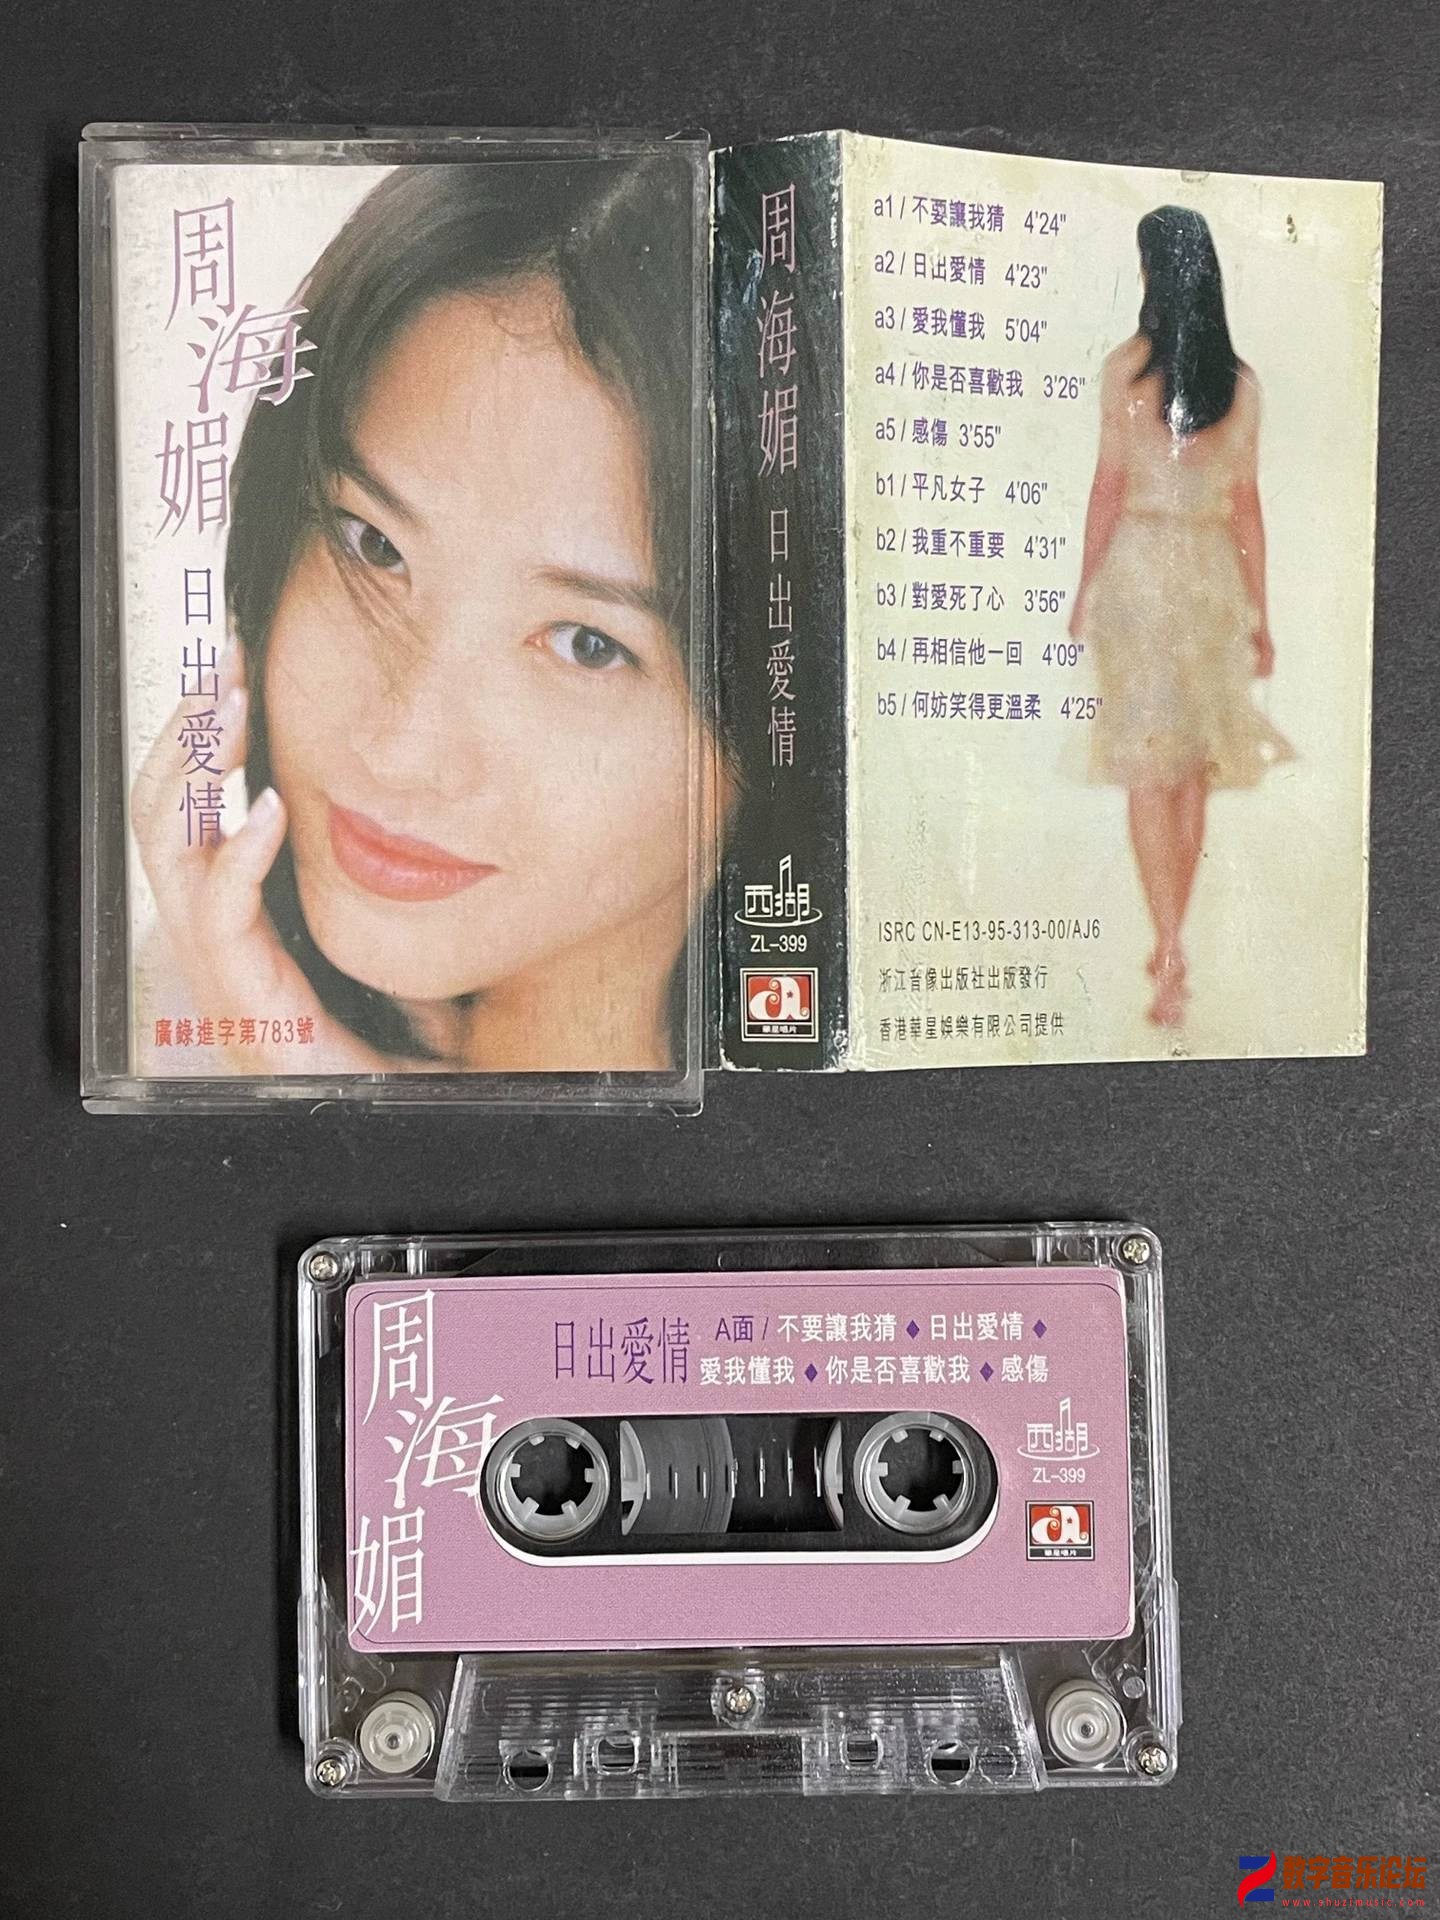 周海媚
日出愛情
廣錄進字第783號
周海媚 日出愛情
西湖
ZL-399
a
華星唱片
a1 / 不要讓我猜 4'24"
a2 / 日出愛情 4'23"
a3 / 愛我懂我 5'04"
a4 / 你是否喜歡我 3'26"
a5 / 感傷 3'55"
b1 / 平凡女子 4'06"
b2 / 我重不重要 4'31"
b3 / 對愛死了心 3'56"
b4 / 再相信他一回 4'09"
b5 / 何妨笑得更溫柔 4'25"
ISRC CN-E13-95-313-00/AJ6
浙江音像出版社出版發行
香港華星娛樂有限公司提供
周海媚
日出愛情
A面 / 不要讓我猜◆日出愛情◆
愛我懂我◆你是否喜歡我◆感傷
西湖
ZL-399
a
華星唱片
数字音乐论坛
www.shuzimusic.com